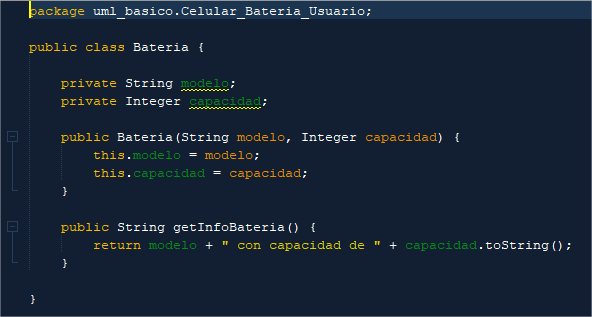 package uml_basico.Celular_Bateria_Usuario;
public class Bateria {
private String modelo;
private Integer capacidad;
public Bateria(String modelo, Integer capacidad) {
this.modelo = modelo;
this.capacidad = capacidad;
}
public String getInfoBateria() {
return modelo + " con capacidad de " + capacidad.toString();
}
}